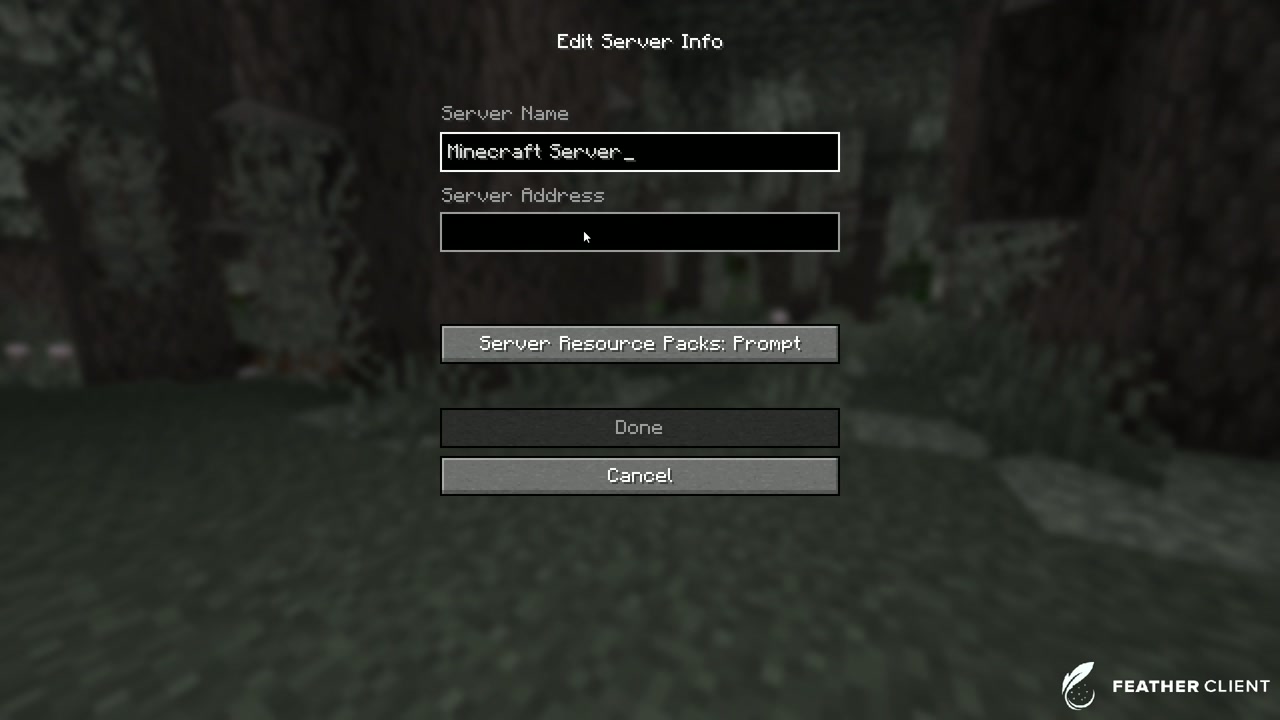 Edit Server Info
Server Name
Minecraft Server_
Server Address
Server Resource Packs: Prompt
Done
Cancel
FEATHER CLIENT